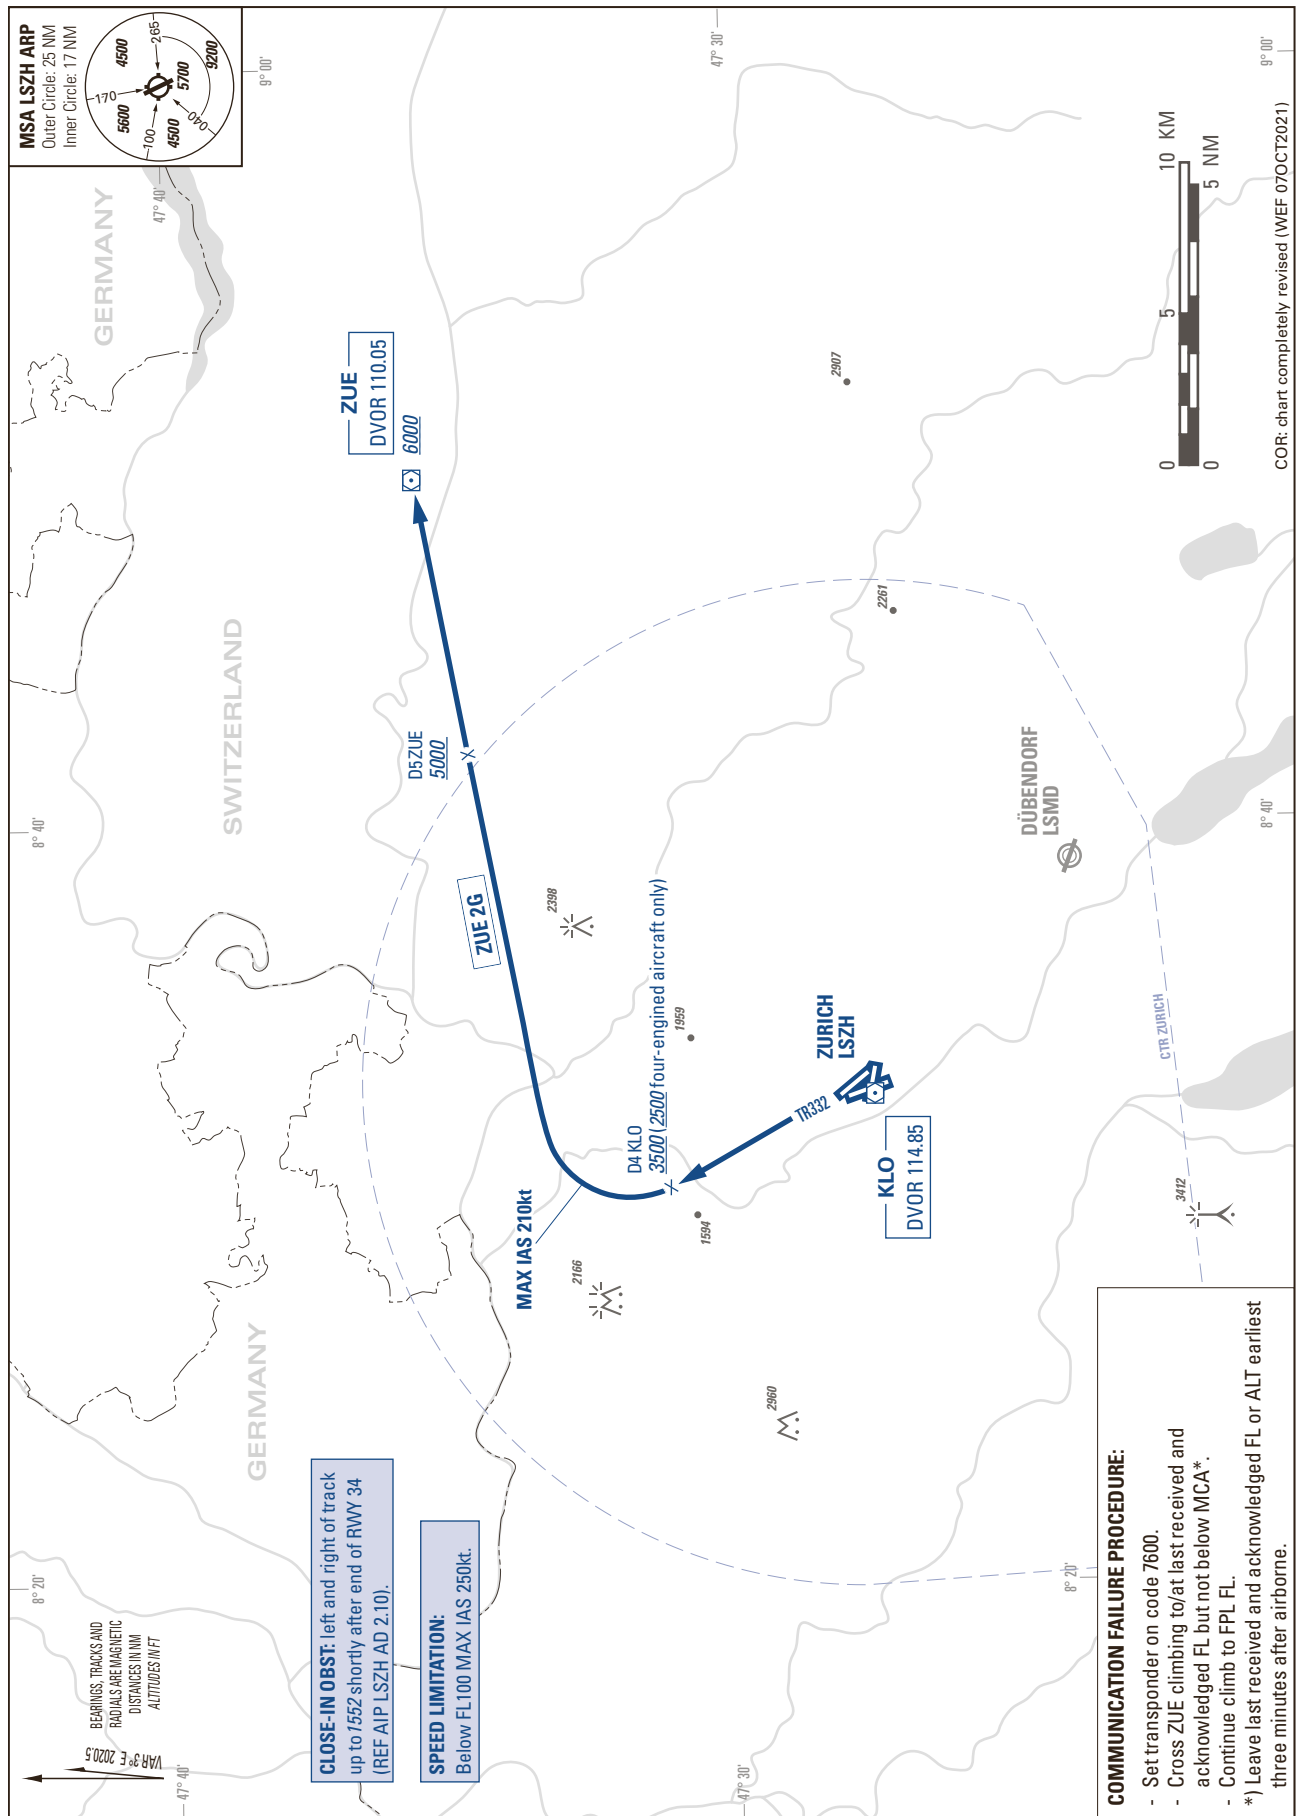 BEARINGS, TRACKS AND
RADIALS ARE MAGNETIC
DISTANCES IN NM
ALTITUDES IN FT
VAR 3° E 2020.5
47° 40'
8° 20'
CLOSE-IN OBST: left and right of track
up to 1552 shortly after end of RWY 34
(REF AIP LSZH AD 2.10).
SPEED LIMITATION:
Below FL100 MAX IAS 250kt.
GERMANY
SWITZERLAND
8° 40'
GERMANY
47° 40'
MSA LSZH ARP
Outer Circle: 25 NM
Inner Circle: 17 NM
170
4500
265
5600
5700
9200
100
4500
040
9° 00'
ZUE
DVOR 110.05
6000
D5 ZUE
5000
ZUE 2G
2398
MAX IAS 210kt
2166
D4 KLO
3500 (2500 four-engined aircraft only)
1959
1594
2960
TR332
ZURICH
LSZH
KLO
DVOR 114.85
2907
2261
DÜBENDORF
LSMD
CTR ZURICH
3412
47° 30'
47° 30'
8° 20'
8° 40'
9° 00'
0 5 10 KM
0 5 NM
COMMUNICATION FAILURE PROCEDURE:
- Set transponder on code 7600.
- Cross ZUE climbing to/at last received and
acknowledged FL but not below MCA*.
- Continue climb to FPL FL.
*) Leave last received and acknowledged FL or ALT earliest
three minutes after airborne.
COR: chart completely revised (WEF 07OCT2021)